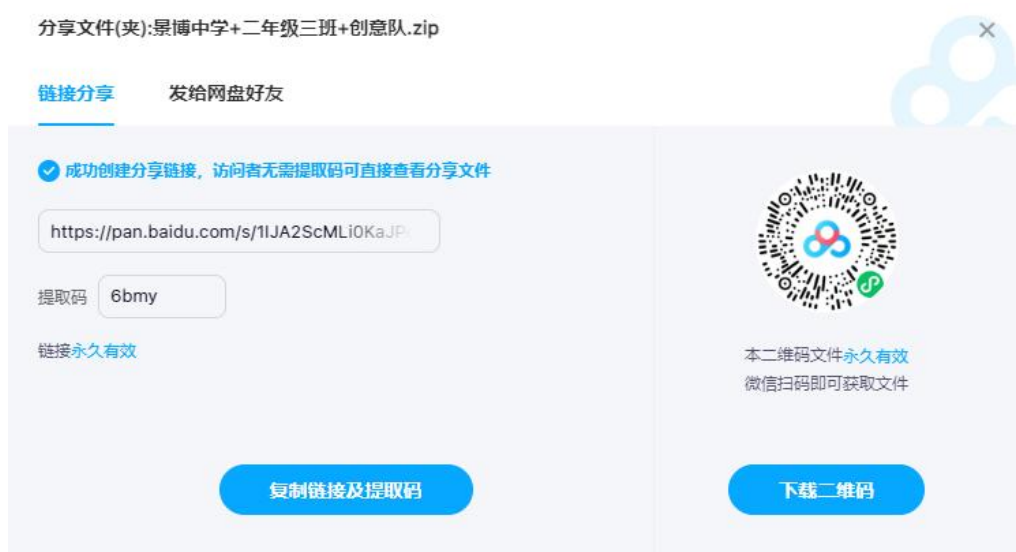 分享文件(夹):景博中学+二年级三班+创意队.zip
链接分享
发给网盘好友
成功创建分享链接，访问者无需提取码可直接查看分享文件
https://pan.baidu.com/s/1IJA2ScMLi0KaJP
提取码 6bmy
链接永久有效
复制链接及提取码
本二维码文件永久有效
微信扫码即可获取文件
下载二维码